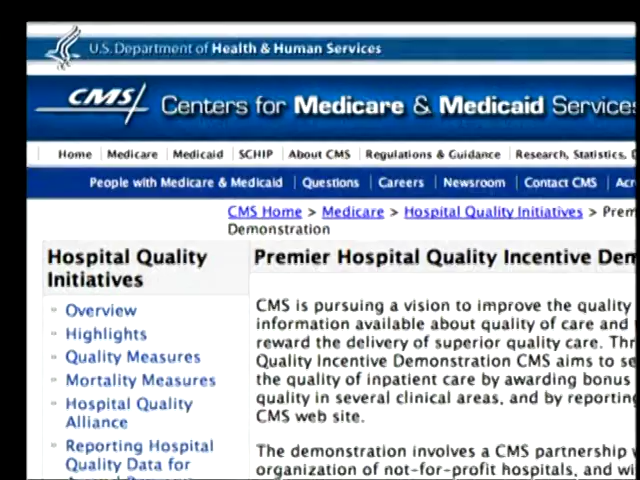 U.S. Department of Health & Human Services
CMS Centers for Medicare & Medicaid Services
Home Medicare Medicaid SCHIP About CMS Regulations & Guidance Research, Statistics,
People with Medicare & Medicaid Questions Careers Newsroom Contact CMS
CMS Home > Medicare > Hospital Quality Initiatives > Prem
Demonstration
Hospital Quality
Initiatives
Premier Hospital Quality Incentive Dem
Overview
Highlights
Quality Measures
Mortality Measures
Hospital Quality
Alliance
Reporting Hospital
Quality Data for
CMS is pursuing a vision to improve the quality
information available about quality of care and
reward the delivery of superior quality care. Thr
Quality Incentive Demonstration CMS aims to se
the quality of inpatient care by awarding bonus
quality in several clinical areas, and by reporting
CMS web site.
The demonstration involves a CMS partnership
organization of not-for-profit hospitals, and wi